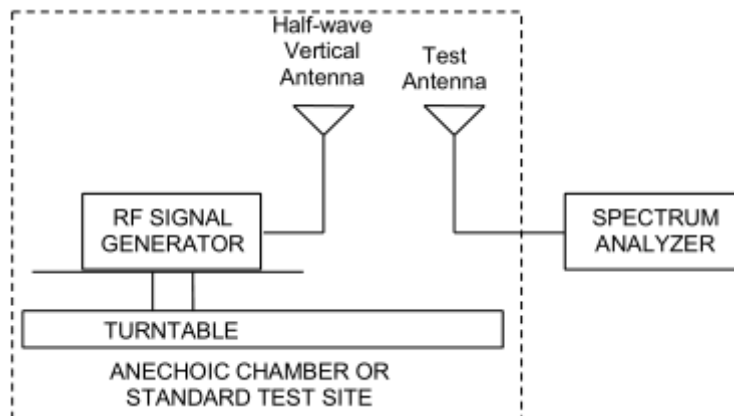 Half-wave
Vertical
Antenna
Test
Antenna
RF SIGNAL
GENERATOR
SPECTRUM
ANALYZER
TURNTABLE
ANECHOIC CHAMBER OR
STANDARD TEST SITE